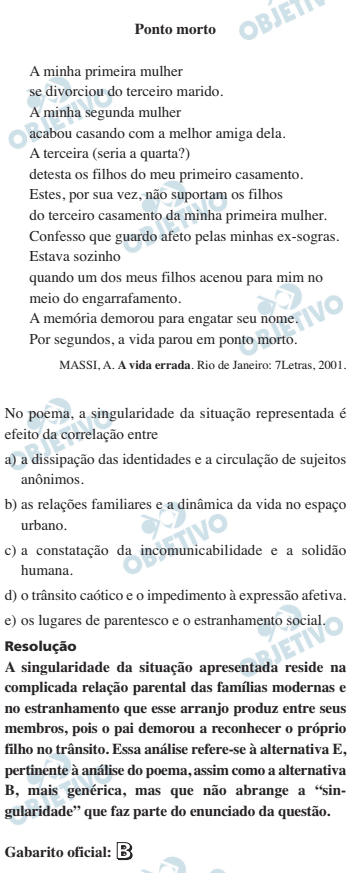 Ponto morto
A minha primeira mulher
se divorciou do terceiro marido.
A minha segunda mulher
acabou casando com a melhor amiga dela.
A terceira (seria a quarta?)
detesta os filhos do meu primeiro casamento.
Estes, por sua vez, não suportam os filhos
do terceiro casamento da minha primeira mulher.
Confesso que guardo afeto pelas minhas ex-sogras.
Estava sozinho
quando um dos meus filhos acenou para mim no
meio do engarrafamento.
A memória demorou para engatar seu nome.
Por segundos, a vida parou em ponto morto.
MASSI, A. A vida errada. Rio de Janeiro: 7Letras, 2001.
No poema, a singularidade da situação representada é
efeito da correlação entre
a) a dissipação das identidades e a circulação de sujeitos
anônimos.
b) as relações familiares e a dinâmica da vida no espaço
urbano.
c) a constatação da incomunicabilidade e a solidão
humana.
d) o trânsito caótico e o impedimento à expressão afetiva.
e) os lugares de parentesco e o estranhamento social.
Resolução
A singularidade da situação apresentada reside na
complicada relação parental das famílias modernas e
no estranhamento que esse arranjo produz entre seus
membros, pois o pai demorou a reconhecer o próprio
filho no trânsito. Essa análise refere-se à alternativa E,
pertinente à análise do poema, assim como a alternativa
B, mais genérica, mas que não abrange a “sin-
gularidade” que faz parte do enunciado da questão.
Gabarito oficial: B
OBJETIVO
OBJETIVO
OBJETIVO
OBJETIVO
OBJETIVO
OBJETIVO
OBJETIVO
OBJETIVO